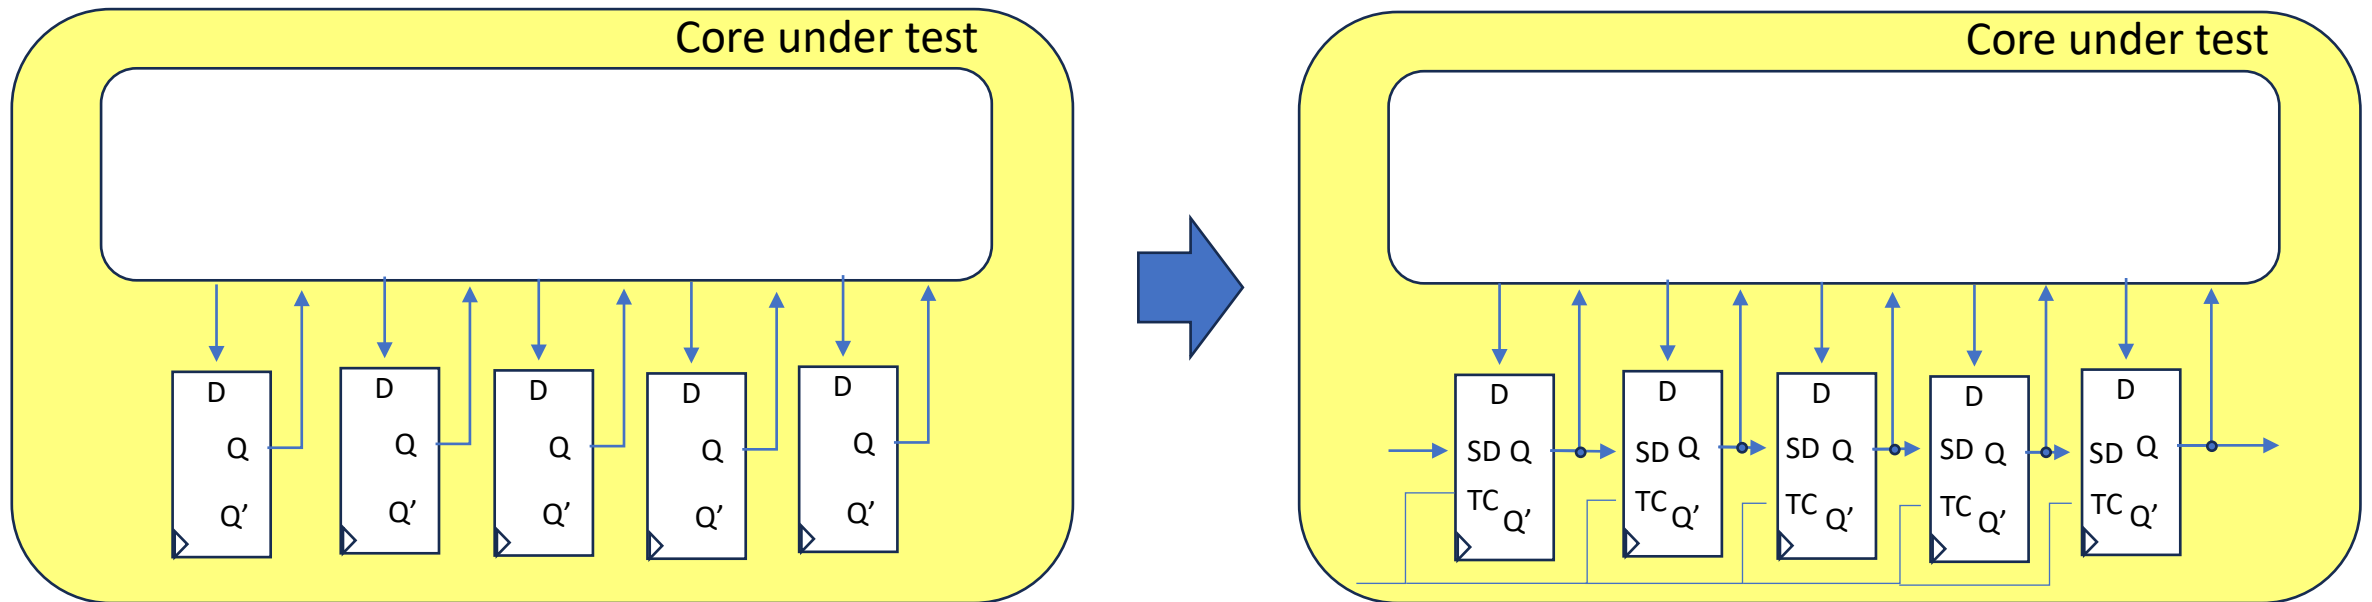 Core under test
D
Q
Q’
D
Q
Q’
D
Q
Q’
D
Q
Q’
D
Q
Q’
Core under test
D
SD Q
TC Q’
D
SD Q
TC Q’
D
SD Q
TC Q’
D
SD Q
TC Q’
D
SD Q
TC Q’